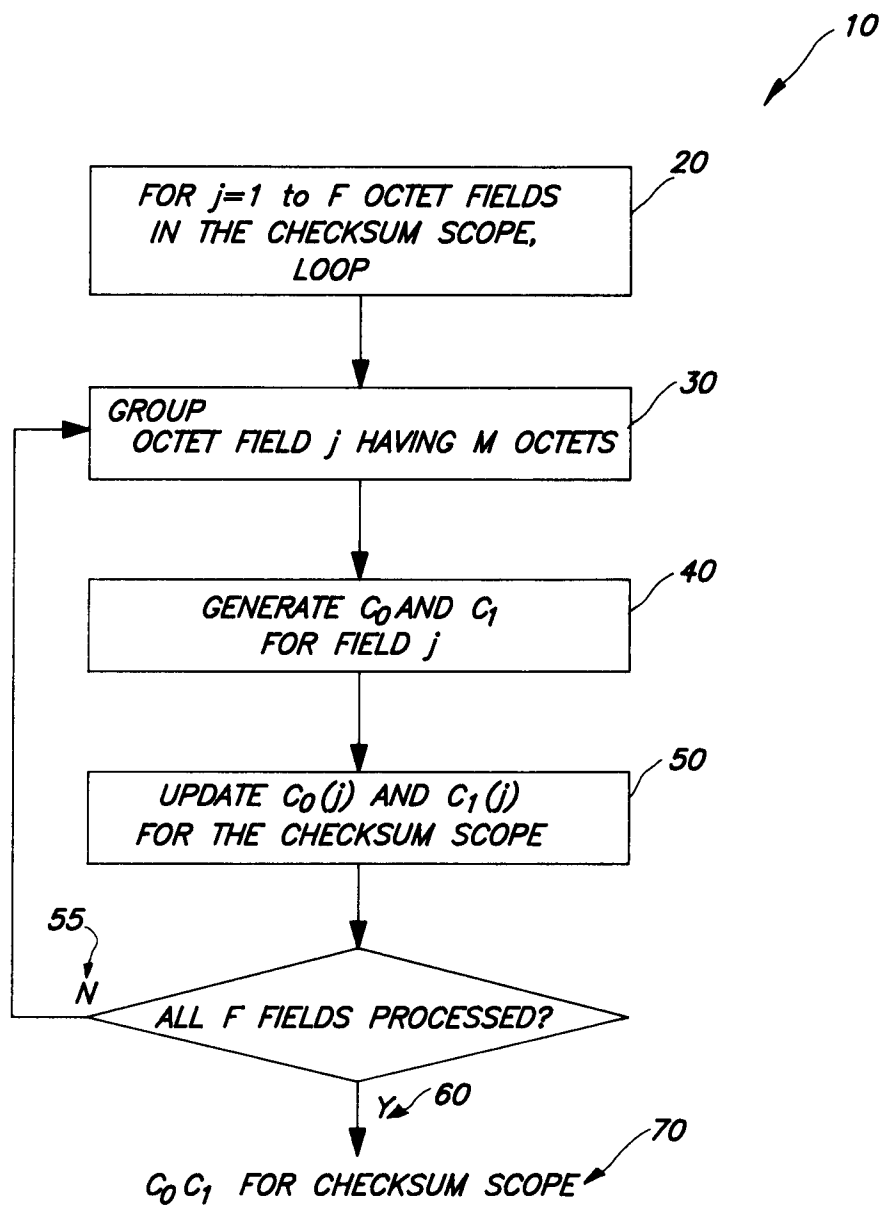 10
20
FOR j=1 to F OCTET FIELDS
IN THE CHECKSUM SCOPE,
LOOP
30
GROUP
OCTET FIELD j HAVING M OCTETS
40
GENERATE C₀ AND C₁
FOR FIELD j
50
UPDATE C₀(j) AND C₁(j)
FOR THE CHECKSUM SCOPE
55
N
ALL F FIELDS PROCESSED?
Y
60
70
C₀ C₁ FOR CHECKSUM SCOPE